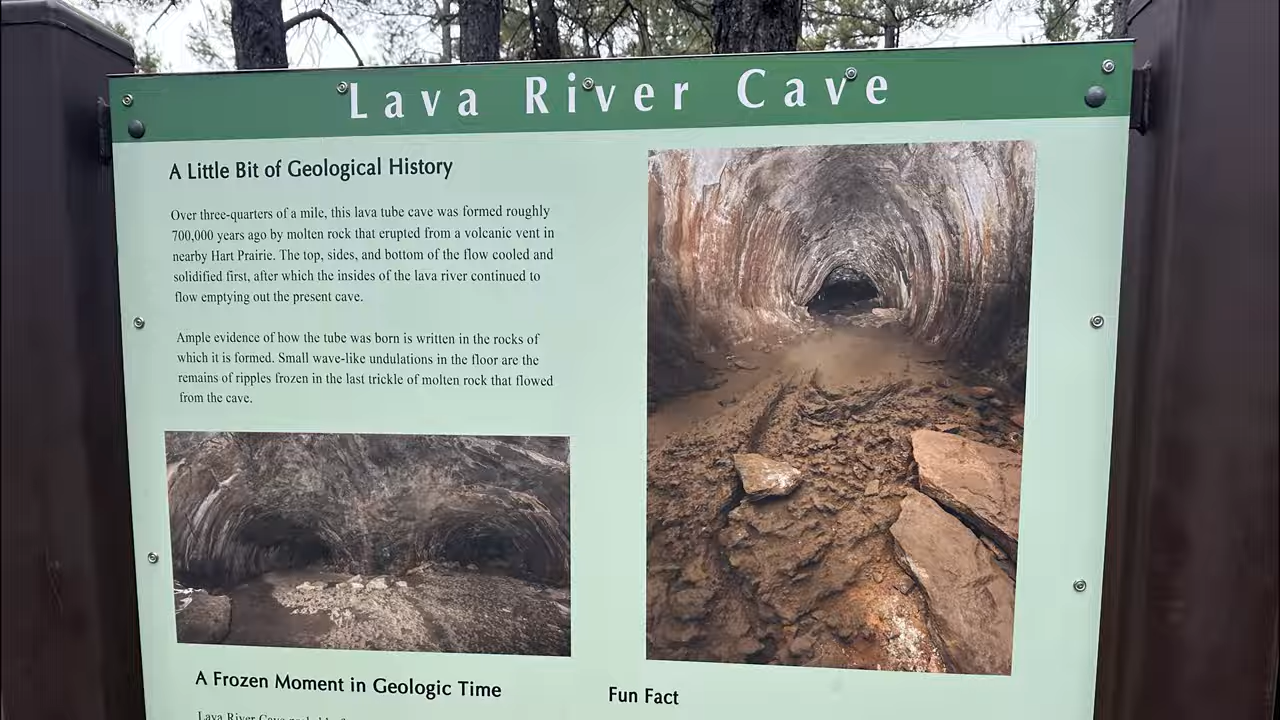 Lava River Cave
A Little Bit of Geological History
Over three-quarters of a mile, this lava tube cave was formed roughly
700,000 years ago by molten rock that erupted from a volcanic vent in
nearby Hart Prairie. The top, sides, and bottom of the flow cooled and
solidified first, after which the insides of the lava river continued to
flow emptying out the present cave.
Ample evidence of how the tube was born is written in the rocks of
which it is formed. Small wave-like undulations in the floor are the
remains of ripples frozen in the last trickle of molten rock that flowed
from the cave.
A Frozen Moment in Geologic Time
Fun Fact
Lava River Cave